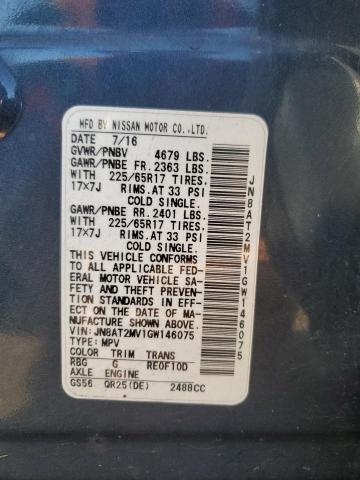 MFD BY NISSAN MOTOR CO.,LTD.
DATE 7/16
GVWR/PNBV 4679 LBS.
GAWR/PNBE FR. 2363 LBS.
WITH 225/65R17 TIRES,
17×7J RIMS.AT 33 PSI
COLD SINGLE.
GAWR/PNBE RR. 2401 LBS.
WITH 225/65R17 TIRES,
17×7J RIMS.AT 33 PSI
COLD SINGLE.
THIS VEHICLE CONFORMS
TO ALL APPLICABLE FED-
ERAL MOTOR VEHICLE SA-
FETY AND THEFT PREVEN-
TION STANDARDS IN EFF-
ECT ON THE DATE OF MA-
NUFACTURE SHOWN ABOVE.
VIN: JN8AT2MV1GW146075
TYPE: MPV
COLOR TRIM TRANS
RBG G RE0F10D
AXLE ENGINE
GS56 QR25(DE) 2488CC
JN8AT2MV1GW146075